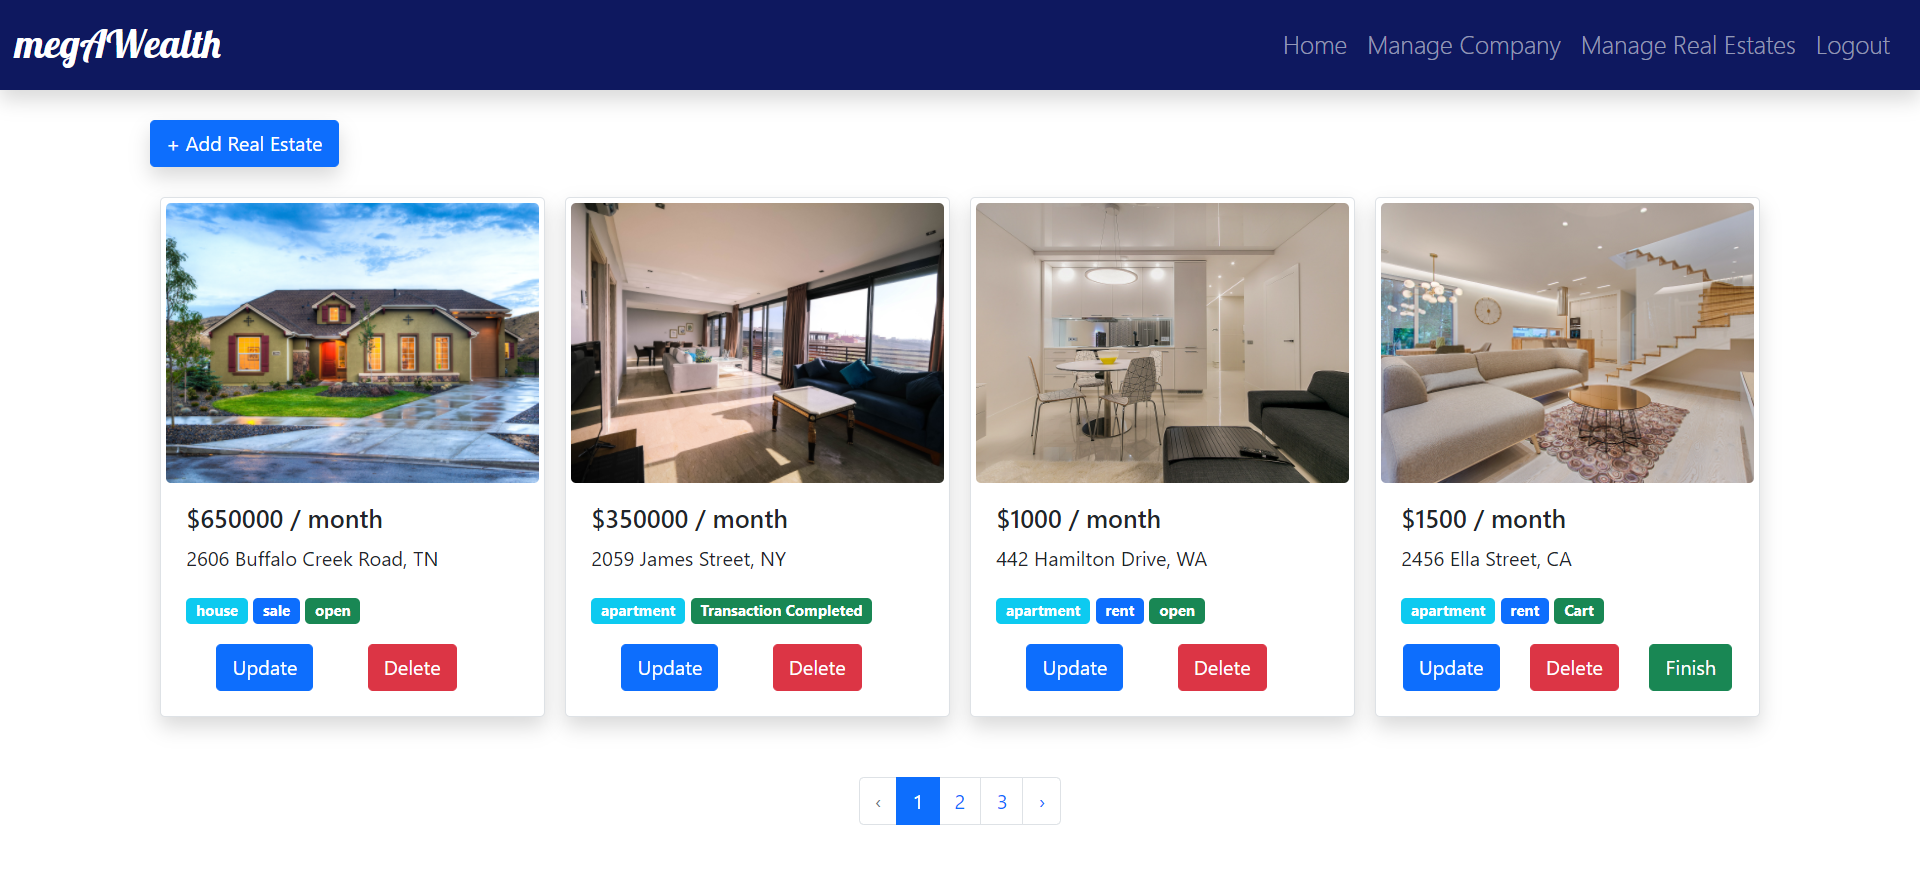 megAWealth
Home Manage Company Manage Real Estates Logout
+ Add Real Estate
$650000 / month
2606 Buffalo Creek Road, TN
house sale open
Update Delete
$350000 / month
2059 James Street, NY
apartment Transaction Completed
Update Delete
$1000 / month
442 Hamilton Drive, WA
apartment rent open
Update Delete
$1500 / month
2456 Ella Street, CA
apartment rent Cart
Update Delete Finish
‹ 1 2 3 ›